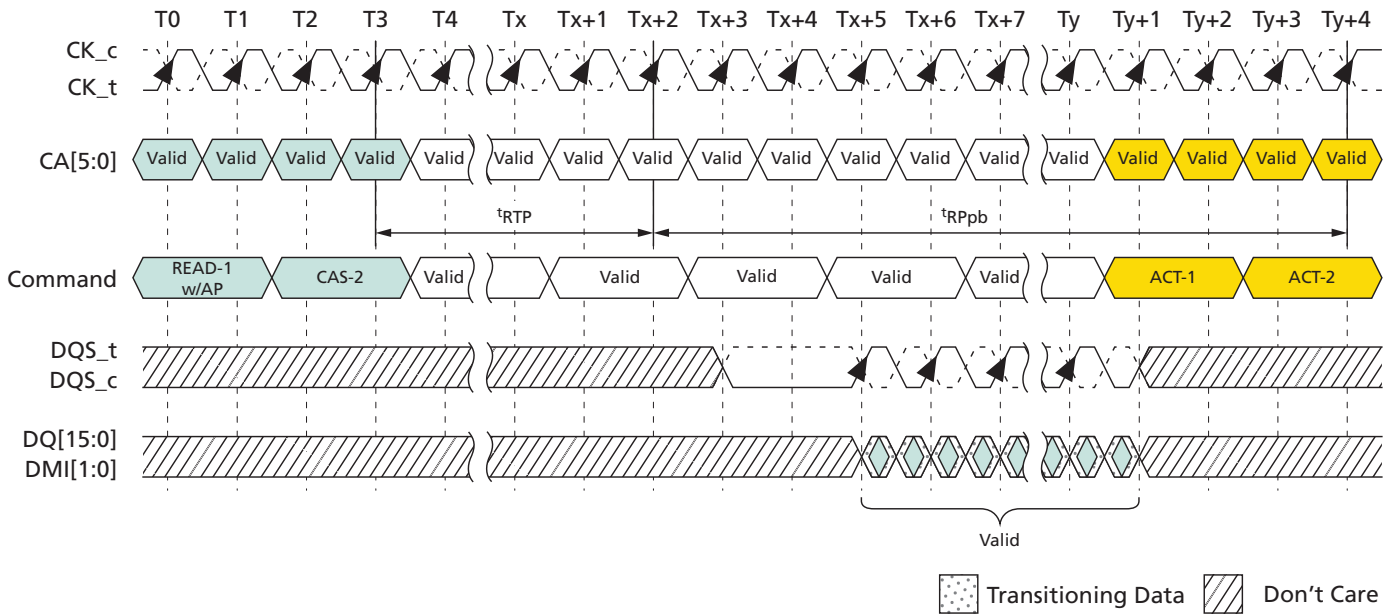 T0 T1 T2 T3 T4 Tx Tx+1 Tx+2 Tx+3 Tx+4 Tx+5 Tx+6 Tx+7 Ty Ty+1 Ty+2 Ty+3 Ty+4
CK_c
CK_t
CA[5:0] Valid Valid Valid Valid Valid Valid Valid Valid Valid Valid Valid Valid Valid Valid Valid Valid Valid Valid
tRTP tRPpb
Command READ-1 w/AP CAS-2 Valid Valid Valid Valid Valid ACT-1 ACT-2
DQS_t
DQS_c
DQ[15:0]
DMI[1:0]
Valid
Transitioning Data Don't Care